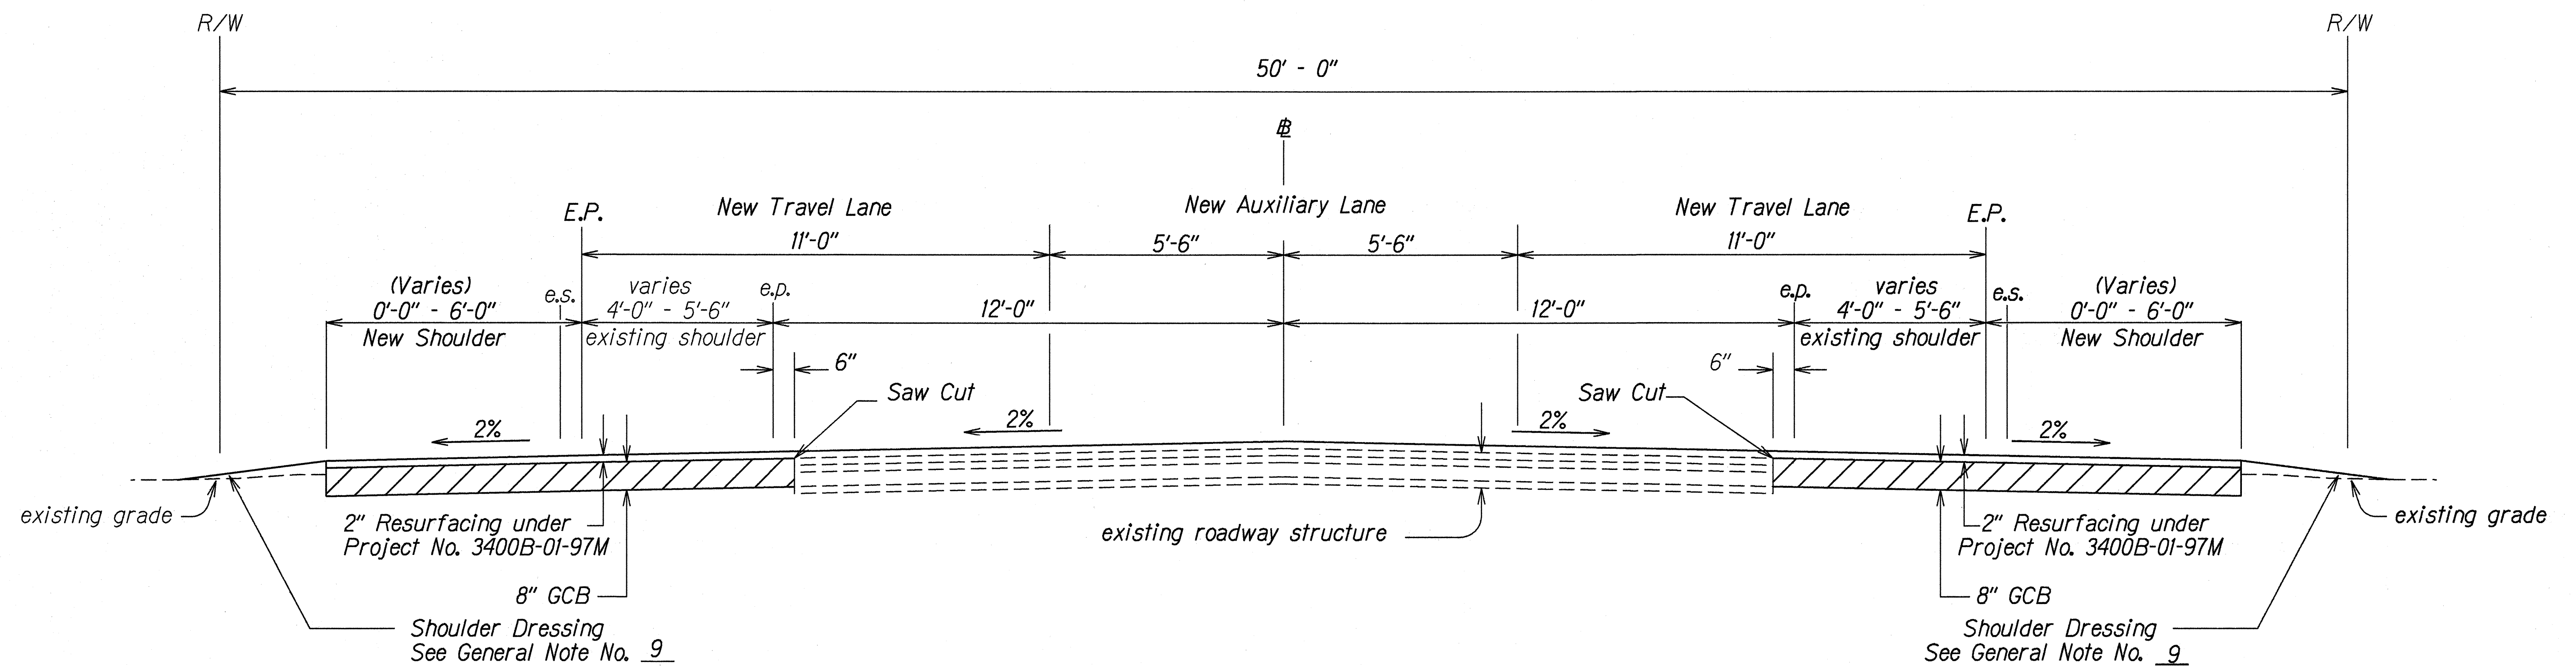 R/W
R/W
50' - 0"
℄B
New Travel Lane
New Auxiliary Lane
New Travel Lane
E.P.
E.P.
11'-0"
5'-6"
5'-6"
11'-0"
(Varies)
0'-0" - 6'-0"
New Shoulder
e.s.
varies
4'-0" - 5'-6"
existing shoulder
e.p.
12'-0"
12'-0"
e.p.
varies
4'-0" - 5'-6"
existing shoulder
e.s.
(Varies)
0'-0" - 6'-0"
New Shoulder
6"
6"
Saw Cut
Saw Cut
2%
2%
2%
2%
existing grade
2" Resurfacing under
Project No. 3400B-01-97M
existing roadway structure
2" Resurfacing under
Project No. 3400B-01-97M
existing grade
8" GCB
8" GCB
Shoulder Dressing
See General Note No. 9
Shoulder Dressing
See General Note No. 9